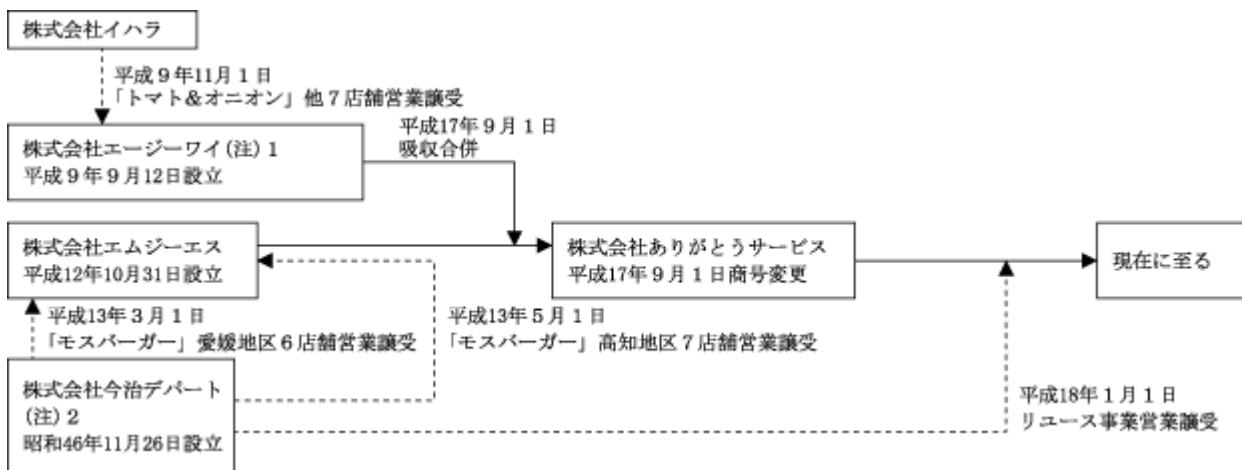 株式会社イハラ
平成９年11月１日
「トマト＆オニオン」他７店舗営業譲受
平成17年９月１日
吸収合併
株式会社エージーワイ(注)１
平成９年９月12日設立
株式会社エムジーエス
平成12年10月31日設立
株式会社ありがとうサービス
平成17年９月１日商号変更
現在に至る
平成13年３月１日
「モスバーガー」愛媛地区６店舗営業譲受
平成13年５月１日
「モスバーガー」高知地区７店舗営業譲受
株式会社今治デパート
(注)２
昭和46年11月26日設立
平成18年１月１日
リユース事業営業譲受